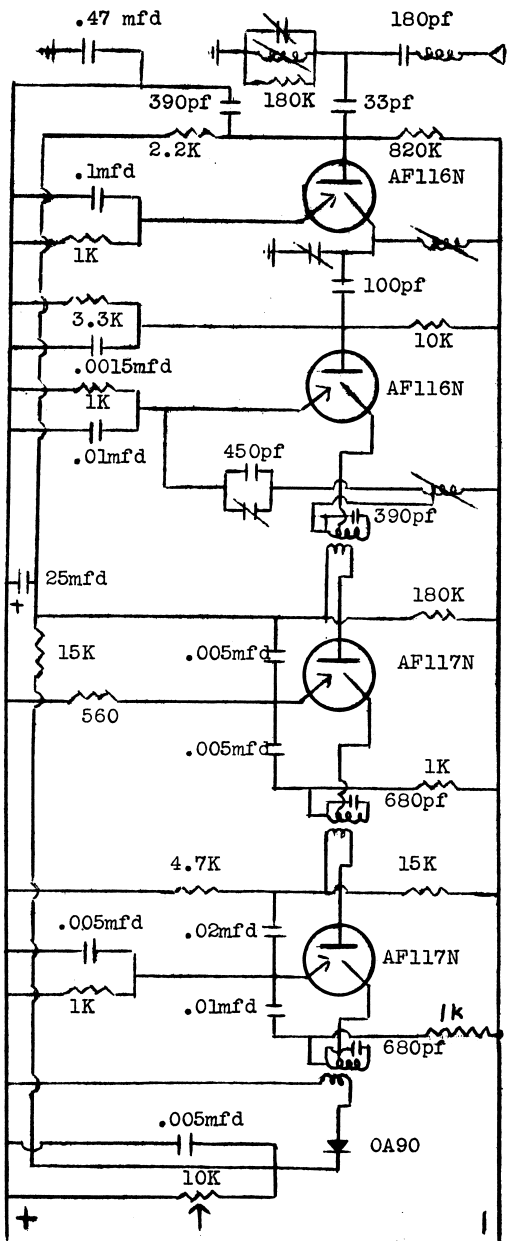 .47 mfd
180pf
390pf
180K
33pf
2.2K
820K
.1mfd
AF116N
1K
100pf
3.3K
10K
.0015mfd
1K
AF116N
.01mfd
450pf
390pf
25mfd
+
180K
15K
.005mfd
AF117N
560
.005mfd
1K
680pf
4.7K
15K
.005mfd
.02mfd
AF117N
1K
.01mfd
1k
680pf
.005mfd
OA90
10K
+